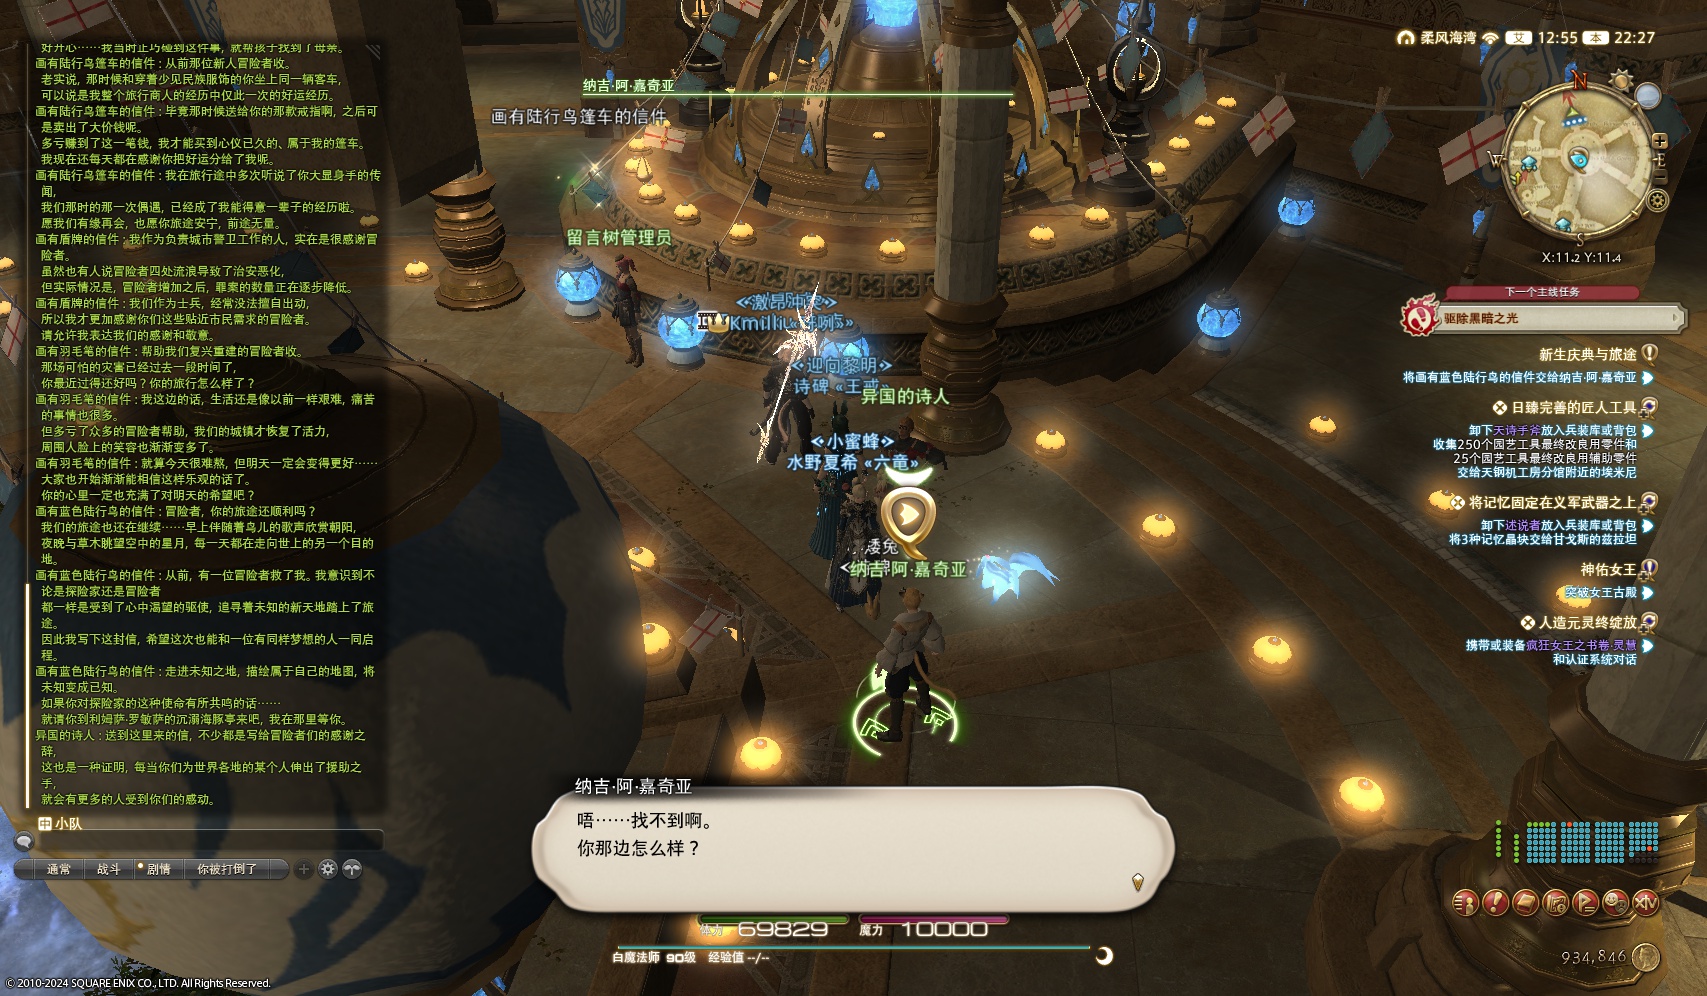 好开心……我当时正巧碰到这件事，就帮孩子找到了母亲。
画有陆行鸟篷车的信件：从前那位新人冒险者收。
老实说，那时候和穿着少见民族服饰的你坐上同一辆客车，
可以说是我整个旅行商人的经历中仅此一次的好运经历。
画有陆行鸟篷车的信件：毕竟那时候送给你的那款戒指啊，之后可
是卖出了大价钱呢。
多亏赚到了这一笔钱，我才能买到心仪已久的、属于我的篷车。
我现在还每天都在感谢你把好运分给了我呢。
画有陆行鸟篷车的信件：我在旅行途中多次听说了你大显身手的传
闻，
我们那时的那一次偶遇，已经成了我能得意一辈子的经历啦。
愿我们有缘再会，也愿你旅途安宁，前途无量。
画有盾牌的信件：我作为负责城市警卫工作的人，实在是很感谢冒
险者。
虽然也有人说冒险者四处流浪导致了治安恶化，
但实际情况是，冒险者增加之后，罪案的数量正在逐步降低。
画有盾牌的信件：我们作为士兵，经常没法擅自出动，
所以我才更加感谢你们这些贴近市民需求的冒险者。
请允许我表达我们的感谢和敬意。
画有羽毛笔的信件：帮助我们复兴重建的冒险者收。
那场可怕的灾害已经过去一段时间了，
你最近过得还好吗？你的旅行怎么样了？
画有羽毛笔的信件：我这边的话，生活还是像以前一样艰难，痛苦
的事情也很多。
但多亏了众多的冒险者帮助，我们的城镇才恢复了活力，
周围人脸上的笑容也渐渐变多了。
画有羽毛笔的信件：就算今天很难熬，但明天一定会变得更好……
大家也开始渐渐能相信这样乐观的话了。
你的心里一定也充满了对明天的希望吧？
画有蓝色陆行鸟的信件：冒险者，你的旅途还顺利吗？
我们的旅途也还在继续……早上伴随着鸟儿的歌声欣赏朝阳，
夜晚与草木眺望空中的星月，每一天都在走向世上的另一个目的
地。
画有蓝色陆行鸟的信件：从前，有一位冒险者救了我。我意识到不
论是探险家还是冒险者
都一样是受到了心中渴望的驱使，追寻着未知的新天地踏上了旅
途。
因此我写下这封信，希望这次也能和一位有同样梦想的人一同启
程。
画有蓝色陆行鸟的信件：走进未知之地，描绘属于自己的地图，将
未知变成已知。
如果你对探险家的这种使命有所共鸣的话……
就请你到利姆萨·罗敏萨的沉溺海豚亭来吧，我在那里等你。
异国的诗人：送到这里来的信，不少都是写给冒险者们的感谢之
辞，
这也是一种证明，每当你们为世界各地的某个人伸出了援助之
手，
就会有更多的人受到你们的感动。
中 小队
通常 战斗 剧情 你被打倒了
© 2010-2024 SQUARE ENIX CO., LTD. All Rights Reserved.
纳吉·阿·嘉奇亚
画有陆行鸟篷车的信件
留言树管理员
Kmilliu
«迎向黎明»
诗碑
异国的诗人
«小蜜蜂»
水野夏希 «六竜»
纳吉·阿·嘉奇亚
纳吉·阿·嘉奇亚
唔……找不到啊。
你那边怎么样？
体力 69829 魔力 10000
白魔法师 90级 经验值 --/--
柔风海湾 艾 12:55 本 22:27
N
W
E
S
X:11.2 Y:11.4
下一个主线任务
驱除黑暗之光
新生庆典与旅途
将画有蓝色陆行鸟的信件交给纳吉·阿·嘉奇亚
日臻完善的匠人工具
卸下天诗手斧放入兵装库或背包
收集250个园艺工具最终改良用零件和
25个园艺工具最终改良用辅助零件
交给天钢机工房分馆附近的埃米尼
将记忆固定在义军武器之上
卸下述说者放入兵装库或背包
将3种记忆晶块交给甘戈斯的兹拉坦
神佑女王
突破女王古殿
人造元灵终绽放
携带或装备疯狂女王之书卷·灵慧
和认证系统对话
XIV
934,846